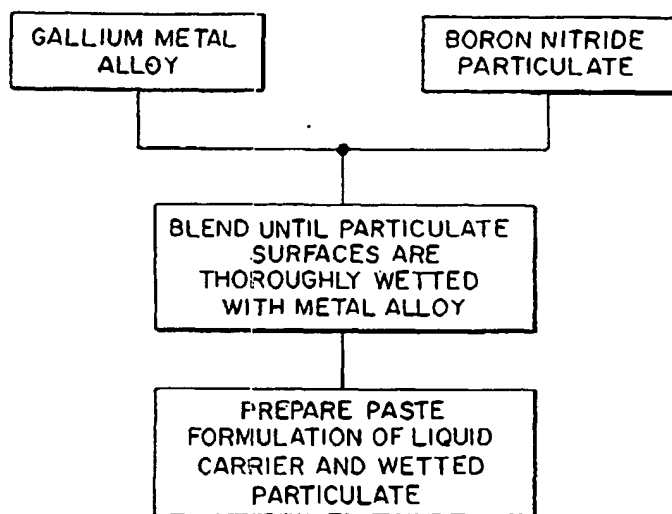 GALLIUM METAL
ALLOY
BORON NITRIDE
PARTICULATE
BLEND UNTIL PARTICULATE
SURFACES ARE
THOROUGHLY WETTED
WITH METAL ALLOY
PREPARE PASTE
FORMULATION OF LIQUID
CARRIER AND WETTED
PARTICULATE